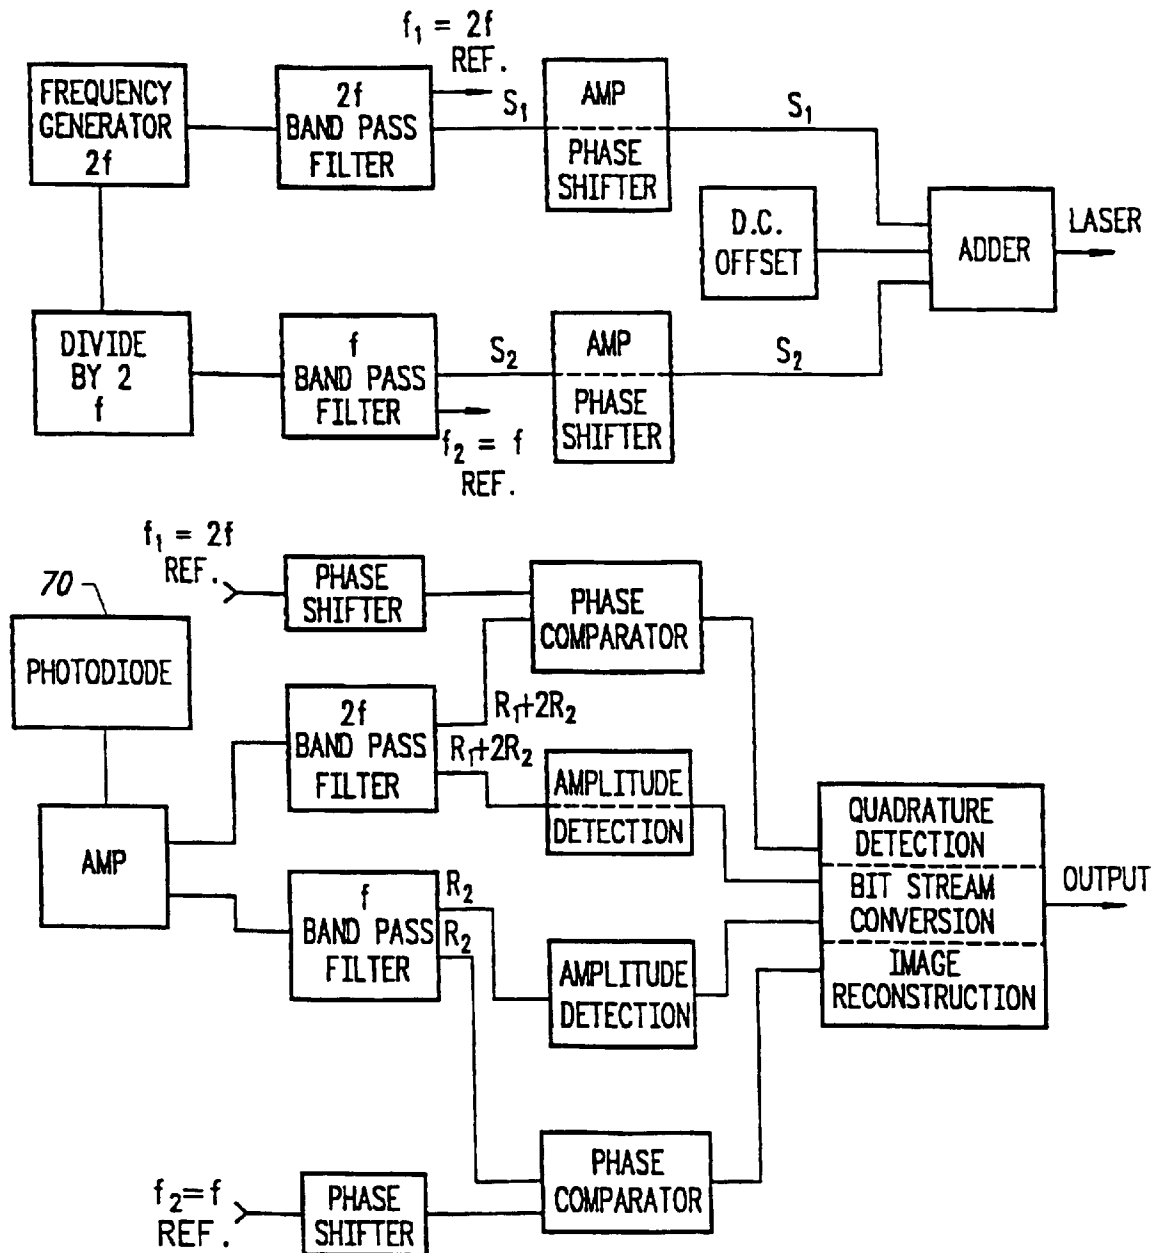 f₁ = 2f
REF.
FREQUENCY
GENERATOR
2f
2f
BAND PASS
FILTER
S₁
AMP
PHASE
SHIFTER
S₁
D.C.
OFFSET
ADDER
LASER
DIVIDE
BY 2
f
f
BAND PASS
FILTER
S₂
f₂ = f
REF.
AMP
PHASE
SHIFTER
S₂
f₁ = 2f
REF.
PHASE
SHIFTER
PHASE
COMPARATOR
70
PHOTODIODE
2f
BAND PASS
FILTER
R₁+2R₂
R₁+2R₂
AMPLITUDE
DETECTION
AMP
f
BAND PASS
FILTER
R₂
R₂
AMPLITUDE
DETECTION
QUADRATURE
DETECTION
BIT STREAM
CONVERSION
IMAGE
RECONSTRUCTION
OUTPUT
PHASE
COMPARATOR
f₂=f
REF.
PHASE
SHIFTER